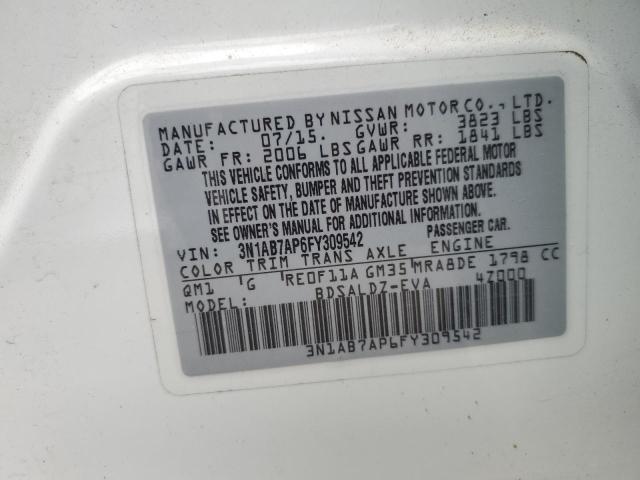 MANUFACTURED BY NISSAN MOTOR CO., LTD.
DATE: 07/15. GVWR: 3823 LBS
GAWR FR: 2006 LBS GAWR RR: 1841 LBS
THIS VEHICLE CONFORMS TO ALL APPLICABLE FEDERAL MOTOR
VEHICLE SAFETY, BUMPER AND THEFT PREVENTION STANDARDS
IN EFFECT ON THE DATE OF MANUFACTURE SHOWN ABOVE.
SEE OWNER'S MANUAL FOR ADDITIONAL INFORMATION.
VIN: 3N1AB7AP6FY309542 PASSENGER CAR.
COLOR TRIM TRANS AXLE ENGINE
QM1 G RE0F11A GM35 MRA8DE 1798 CC
MODEL: BDSALDZ-EVA 47000
3N1AB7AP6FY309542